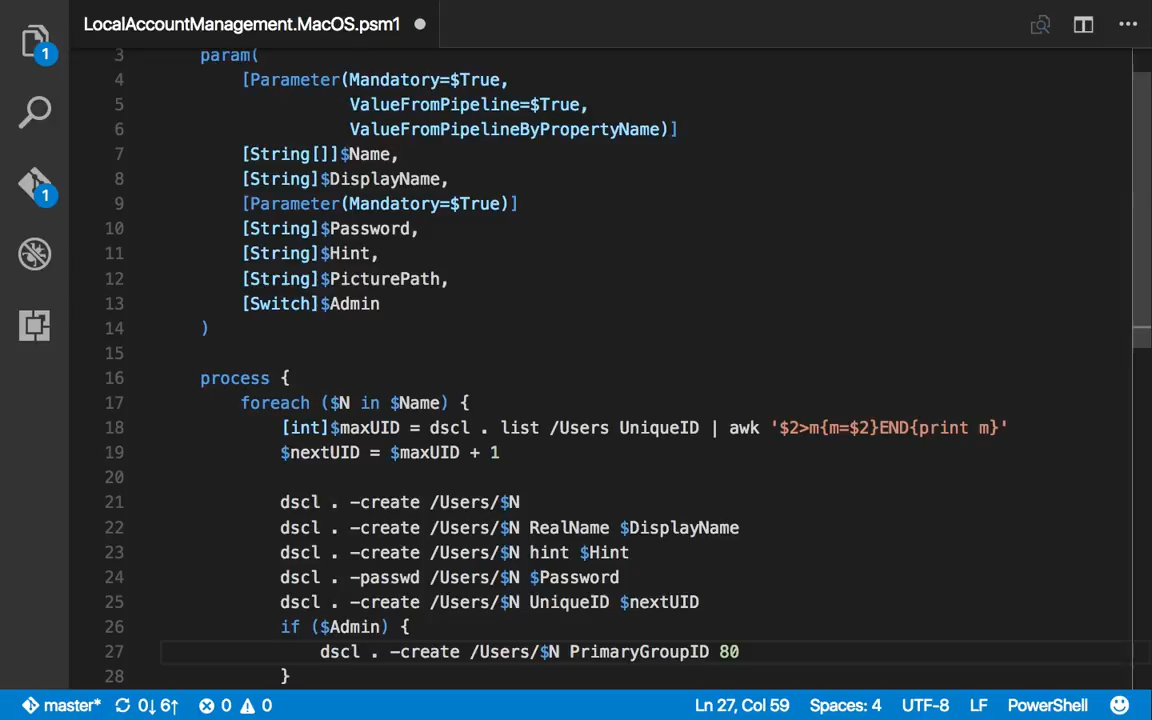 LocalAccountManagement.MacOS.psm1
1
1
3 param(
4 [Parameter(Mandatory=$True,
5 ValueFromPipeline=$True,
6 ValueFromPipelineByPropertyName)]
7 [String[]]$Name,
8 [String]$DisplayName,
9 [Parameter(Mandatory=$True)]
10 [String]$Password,
11 [String]$Hint,
12 [String]$PicturePath,
13 [Switch]$Admin
14 )
15
16 process {
17 foreach ($N in $Name) {
18 [int]$maxUID = dscl . list /Users UniqueID | awk '$2>m{m=$2}END{print m}'
19 $nextUID = $maxUID + 1
20
21 dscl . -create /Users/$N
22 dscl . -create /Users/$N RealName $DisplayName
23 dscl . -create /Users/$N hint $Hint
24 dscl . -passwd /Users/$N $Password
25 dscl . -create /Users/$N UniqueID $nextUID
26 if ($Admin) {
27 dscl . -create /Users/$N PrimaryGroupID 80
28 }
master* 0↓ 6↑ 0 0 Ln 27, Col 59 Spaces: 4 UTF-8 LF PowerShell